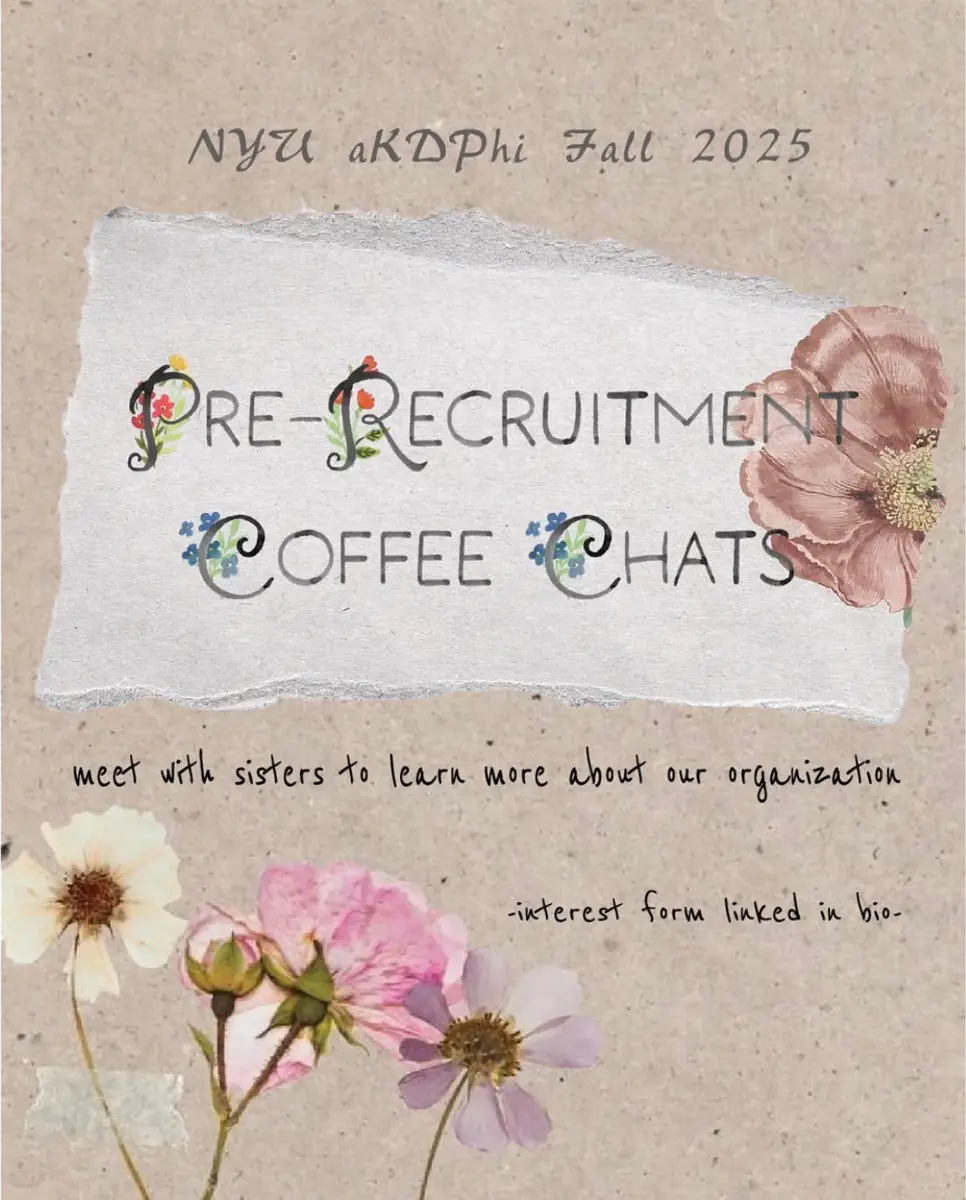 NYU aKDPhi Fall 2025
PRE-RECRUITMENT
COFFEE CHATS
meet with sisters to learn more about our organization
-interest form linked in bio-